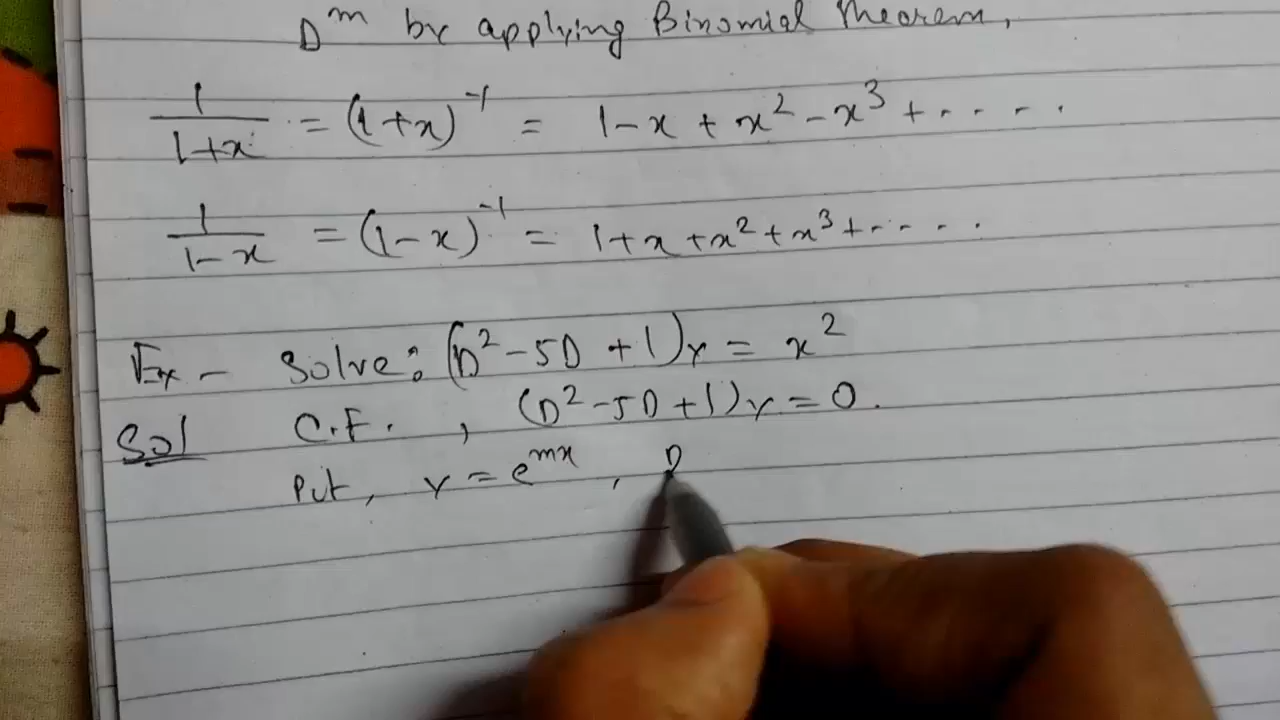 D^m by applying Binomial Theorem,
1/(1+x) = (1+x)^-1 = 1-x+x^2-x^3+.....
1/(1-x) = (1-x)^-1 = 1+x+x^2+x^3+.....
Ex - Solve: (D^2-5D+1)y = x^2
Sol C.F. , (D^2-5D+1)y = 0.
Put, y = e^mx , D